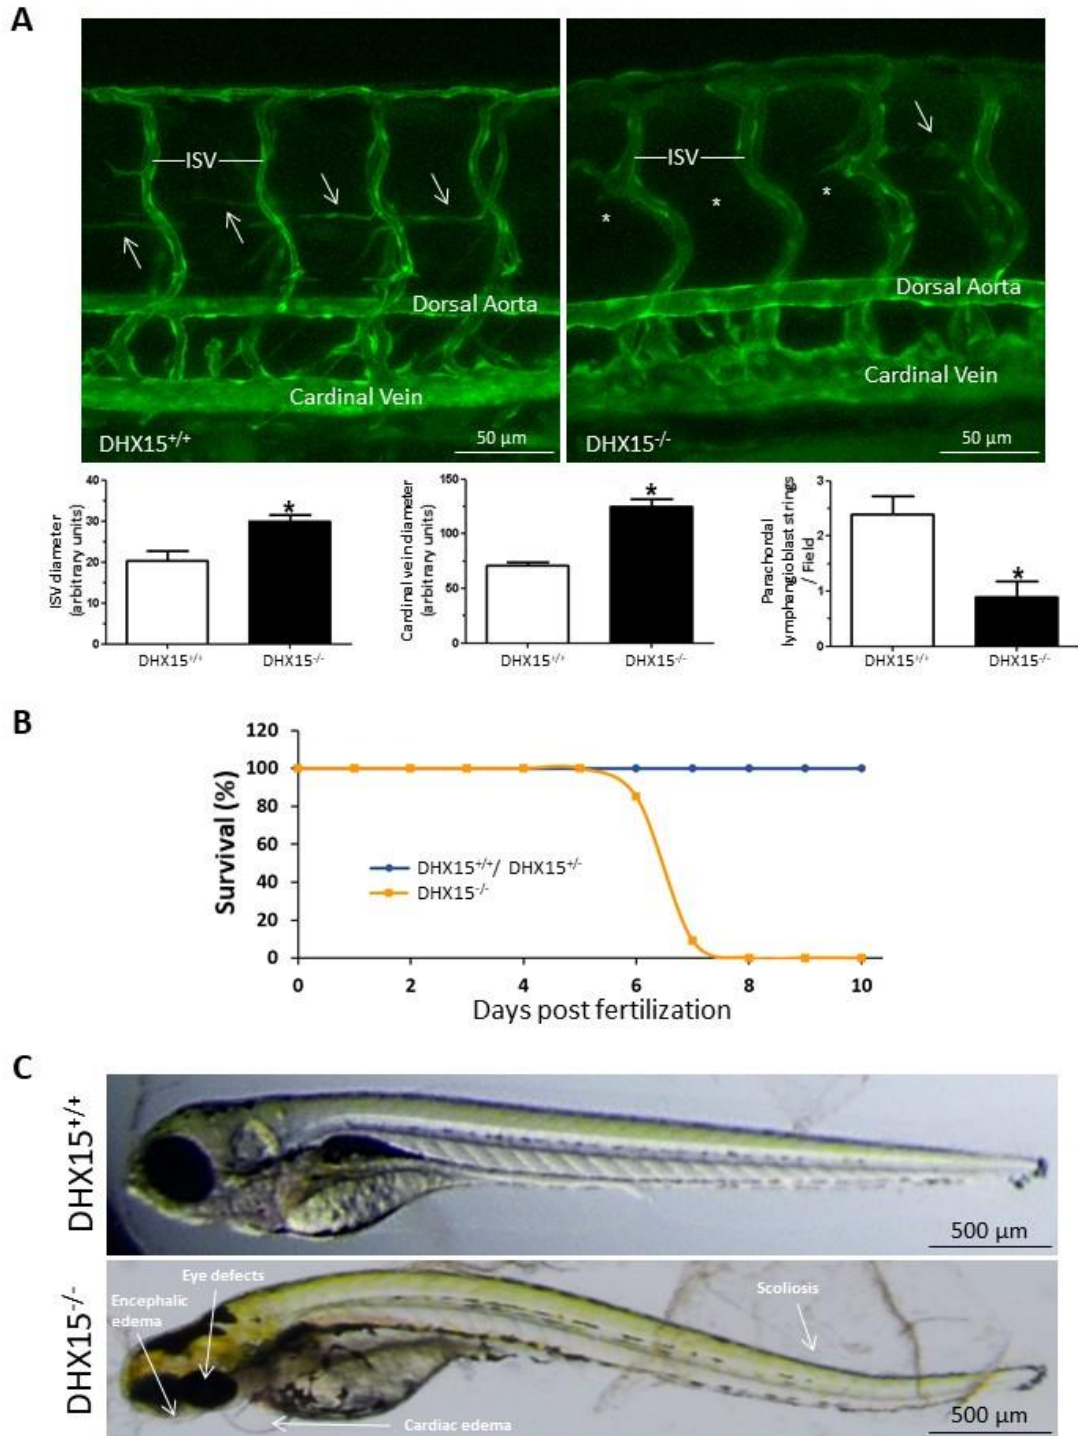 A
ISV
ISV
*
*
*
Dorsal Aorta
Dorsal Aorta
Cardinal Vein
Cardinal Vein
DHX15+/+
50 µm
DHX15-/-
50 µm
ISV diameter
(arbitrary units)
40
30
20
10
0
*
DHX15+/+
DHX15-/-
Cardinal vein diameter
(arbitrary units)
150
100
50
0
*
DHX15+/+
DHX15-/-
Parachordal
lymphangioblast strings
/ Field
3
2
1
0
*
DHX15+/+
DHX15-/-
B
Survival (%)
120
100
80
60
40
20
0
DHX15+/+/ DHX15+/-
DHX15-/-
0 2 4 6 8 10
Days post fertilization
C
DHX15+/+
500 µm
DHX15-/-
Eye defects
Encephalic
edema
Scoliosis
Cardiac edema
500 µm